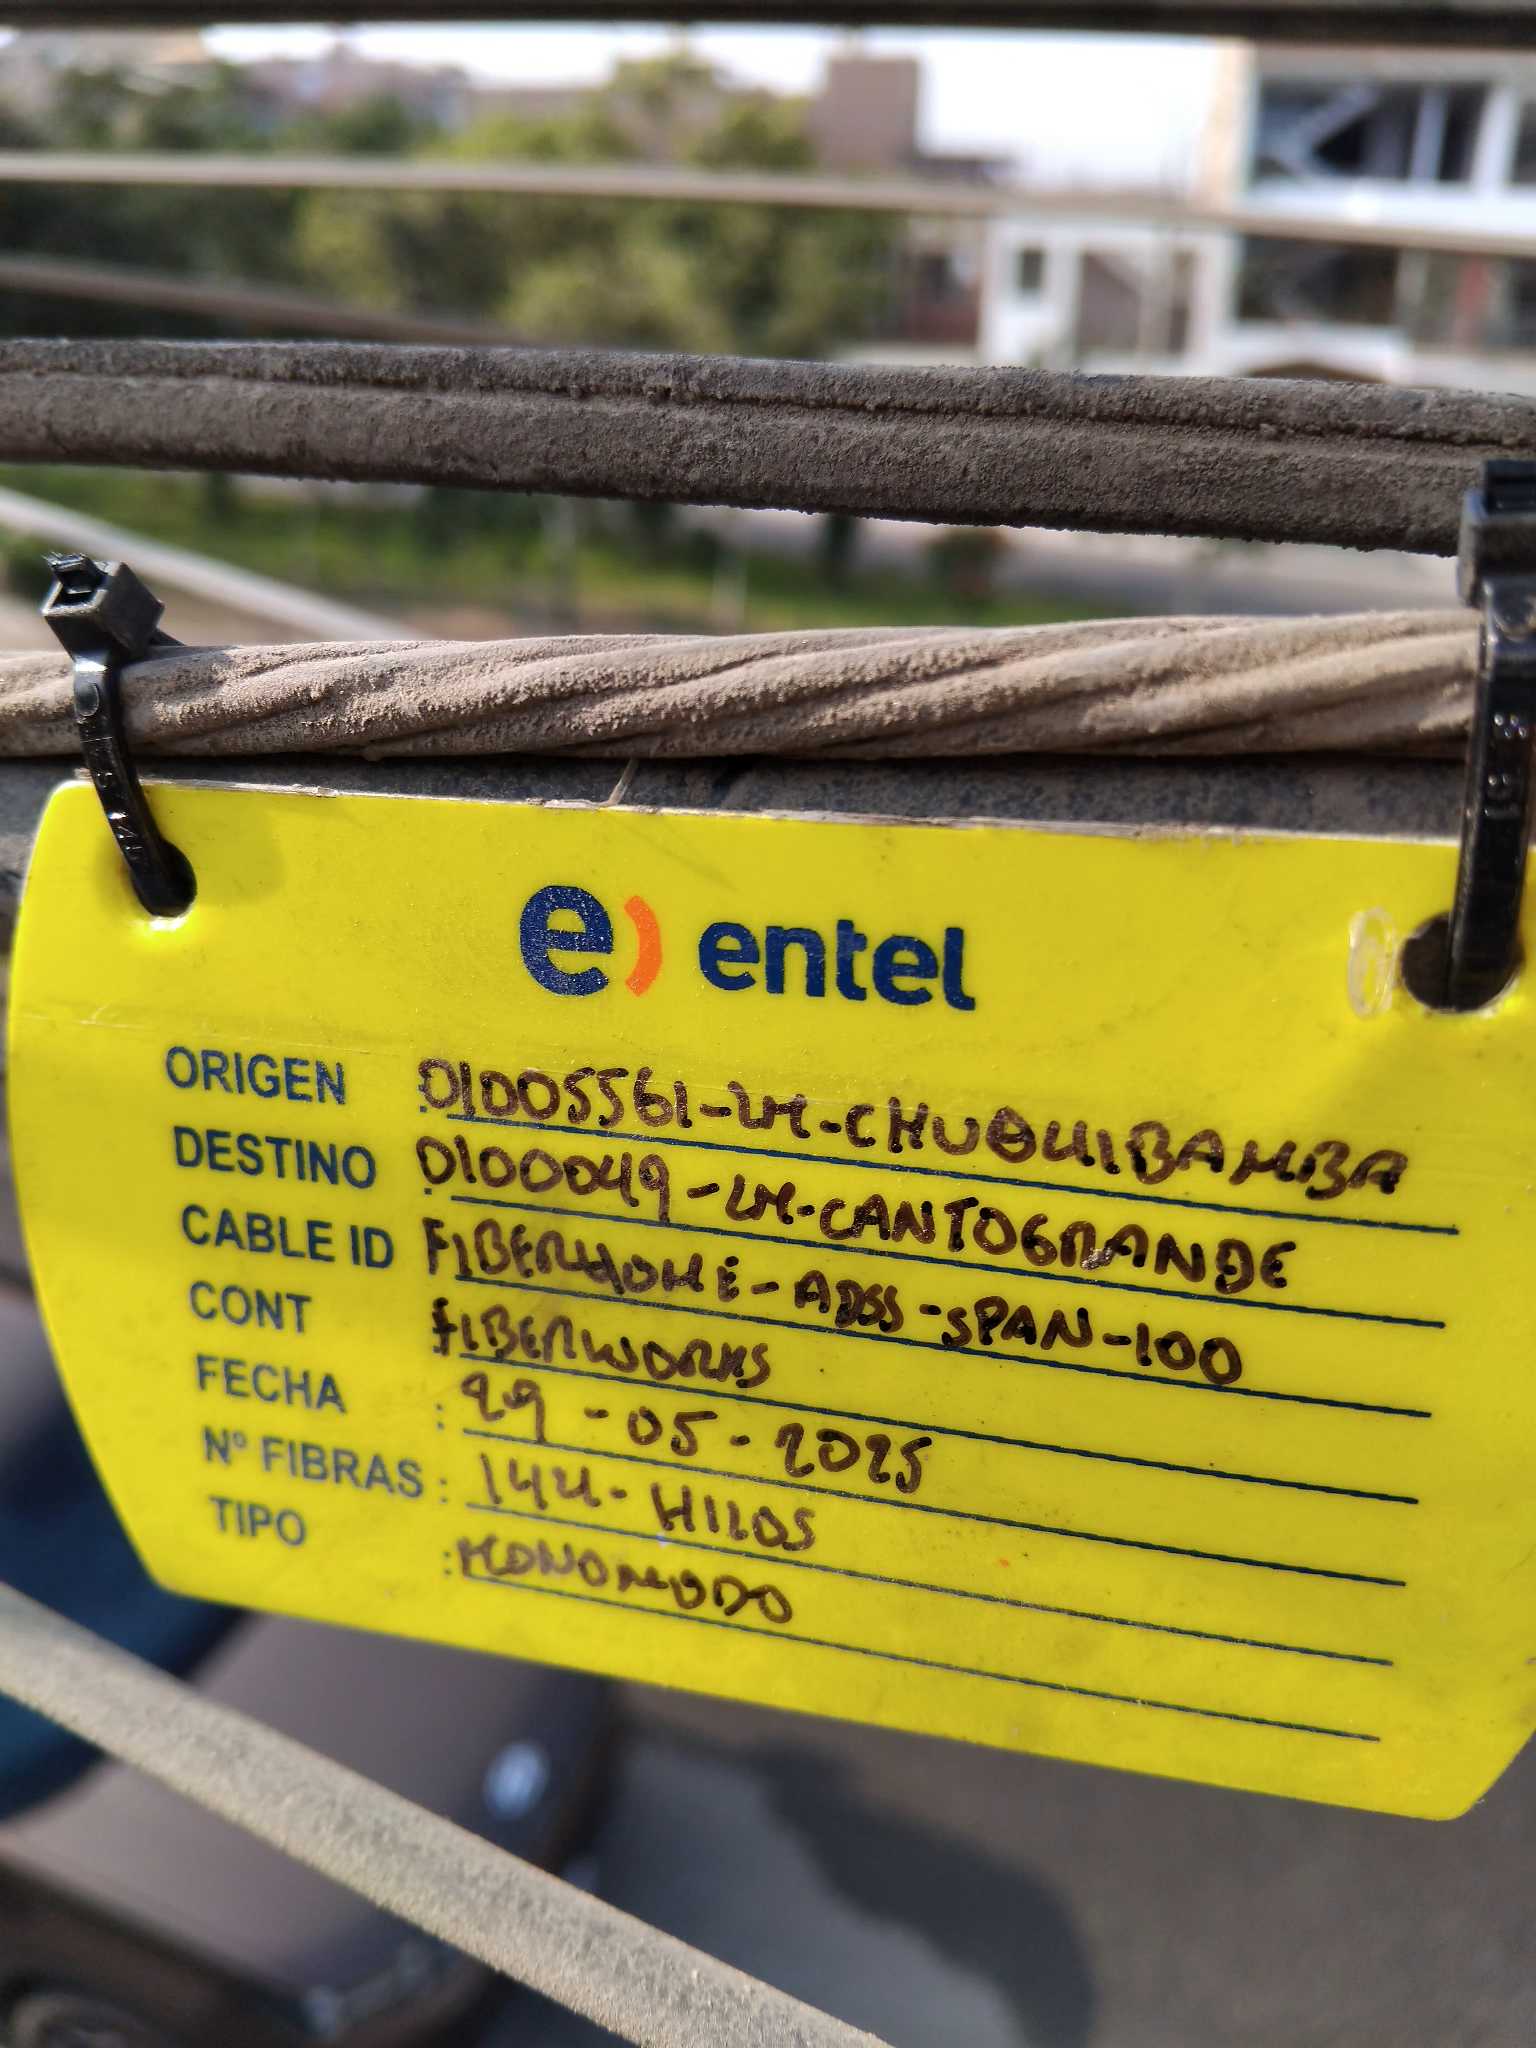 e) entel
ORIGEN : 01005561-LM-CHUQUIBAMBA
DESTINO : 0100049-LM-CANTOGRANDE
CABLE ID FIBERHOME-ADSS-SPAN-100
CONT FIBERWORKS
FECHA : 29-05-2025
Nº FIBRAS : 144-HILOS
TIPO : MONOMODO